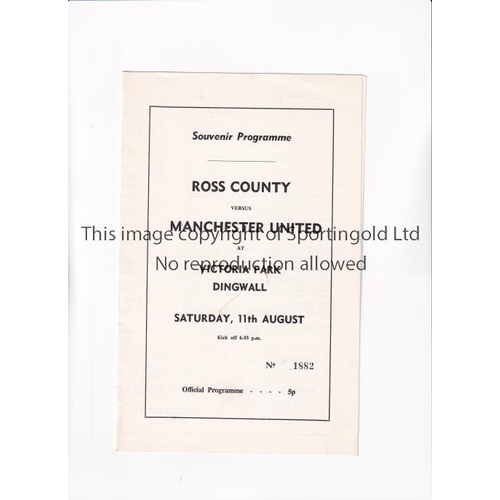 Souvenir Programme
ROSS COUNTY
VERSUS
MANCHESTER UNITED
This image copyright of Sportingold Ltd
AT
No reproduction allowed
VICTORIA PARK
DINGWALL
SATURDAY, 11th AUGUST
Kick off 6.45 p.m.
Nº 1882
Official Programme - - - - 5p